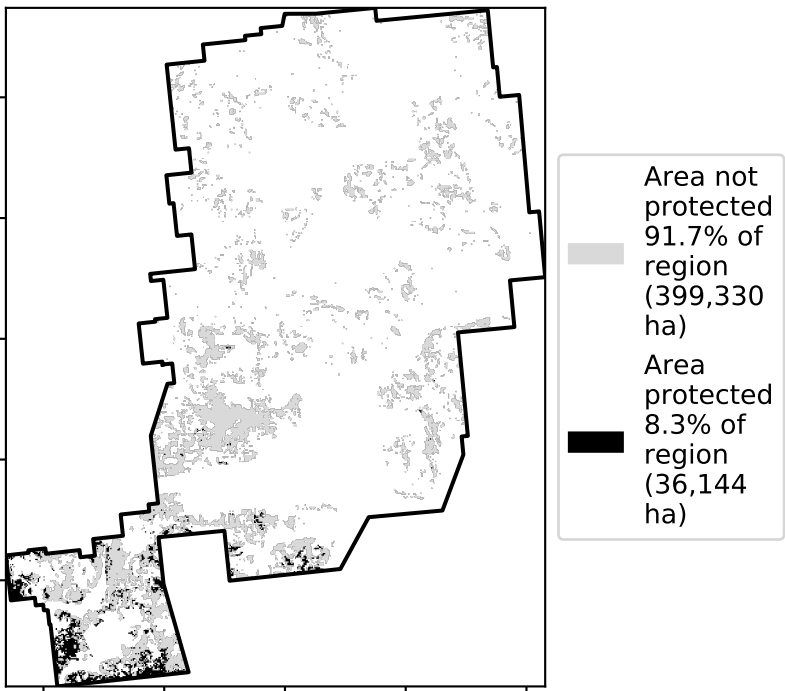 Area not
protected
91.7% of
region
(399,330
ha)
Area
protected
8.3% of
region
(36,144
ha)